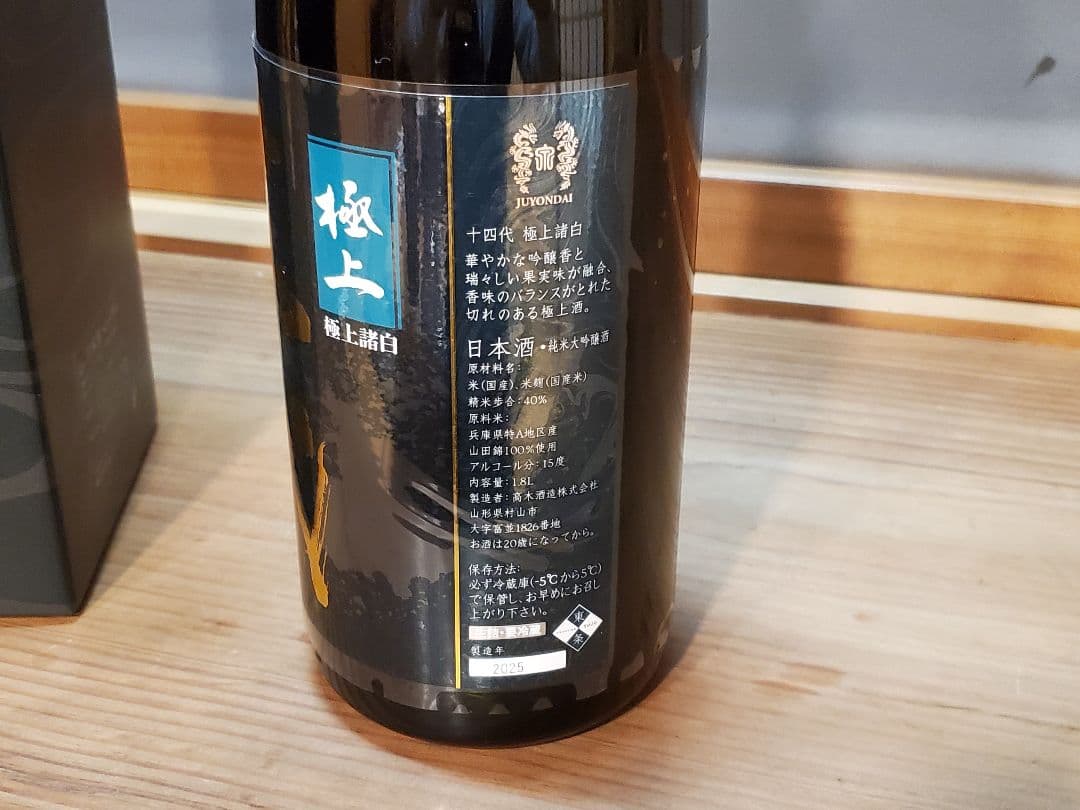 極上
極上諸白
JUYONDAI
十四代 極上諸白
華やかな吟醸香と
瑞々しい果実味が融合、
香味のバランスがとれた
切れのある極上酒。
日本酒・純米大吟醸酒
原材料名:
米(国産)、米麹(国産米)
精米歩合:40%
原料米:
兵庫県特A地区産
山田錦100%使用
アルコール分:15度
内容量:1.8L
製造者:高木酒造株式会社
山形県村山市
大字富並1826番地
お酒は20歳になってから。
保存方法:
必ず冷蔵庫(-5℃から5℃)
で保管し、お早めにお召し
上がり下さい。
東条
製造年
2025